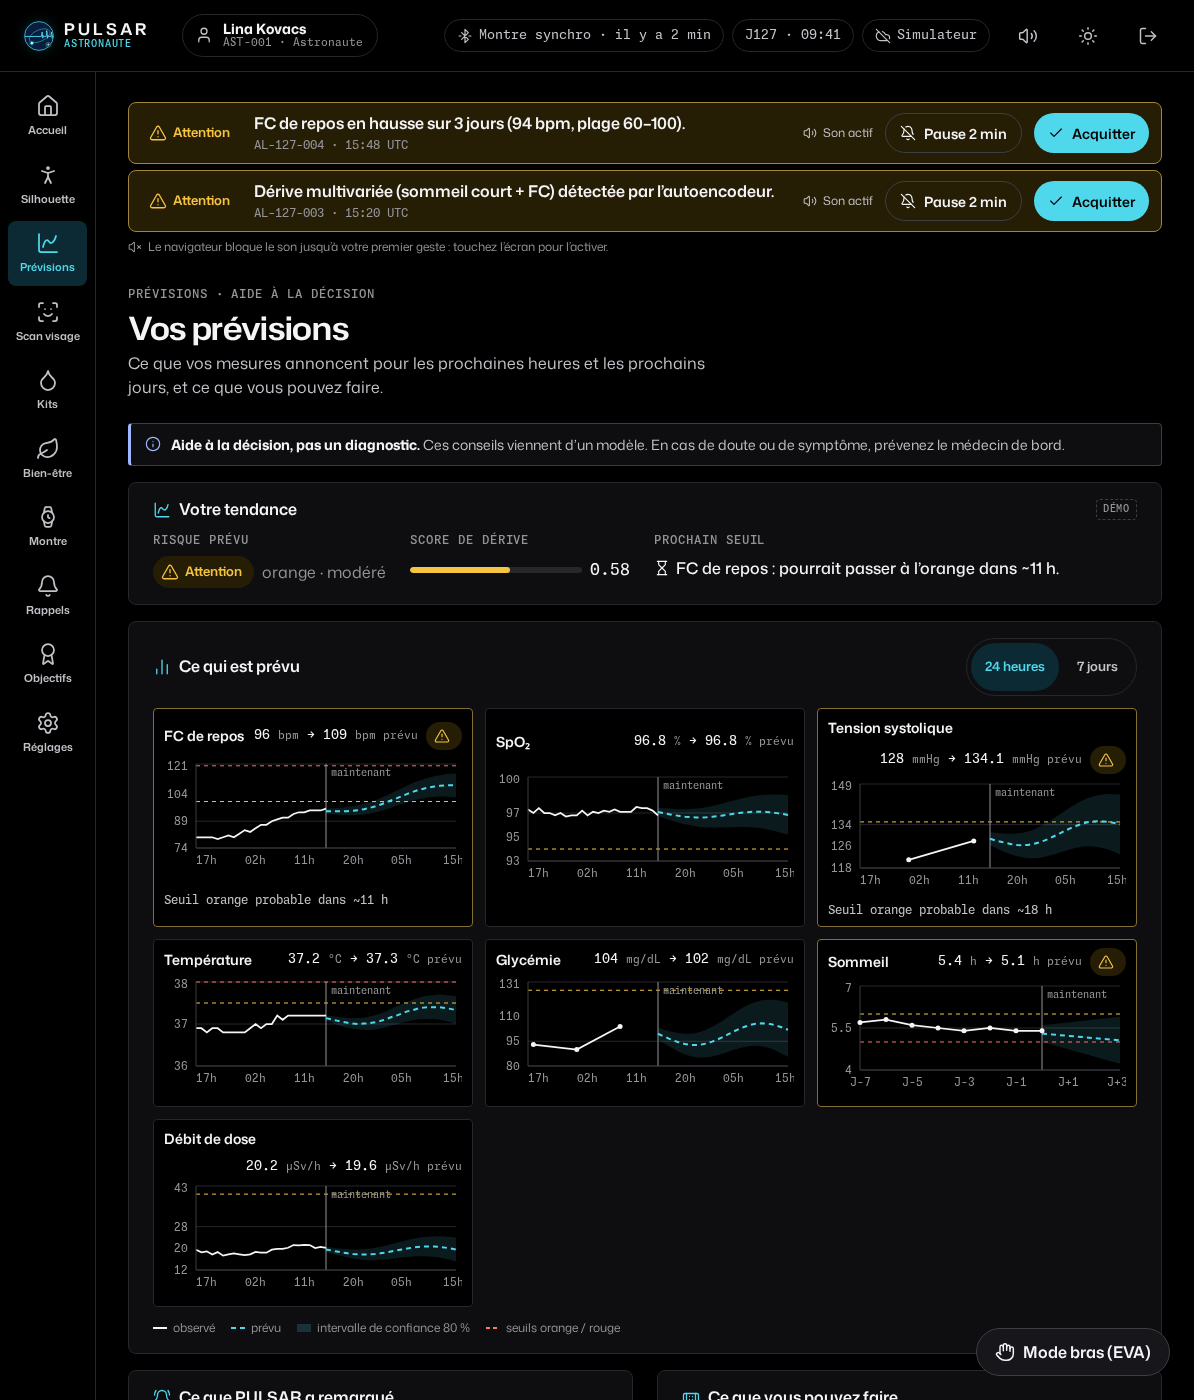 PULSAR
ASTRONAUTE
Lina Kovacs
AST-001 · Astronaute
Montre synchro · il y a 2 min
J127 · 09:41
Simulateur
Accueil
Silhouette
Prévisions
Scan visage
Kits
Bien-être
Montre
Rappels
Objectifs
Réglages
Attention
FC de repos en hausse sur 3 jours (94 bpm, plage 60–100).
AL-127-004 · 15:48 UTC
Son actif
Pause 2 min
Acquitter
Attention
Dérive multivariée (sommeil court + FC) détectée par l’autoencodeur.
AL-127-003 · 15:20 UTC
Son actif
Pause 2 min
Acquitter
Le navigateur bloque le son jusqu’à votre premier geste : touchez l’écran pour l’activer.
PRÉVISIONS · AIDE À LA DÉCISION
Vos prévisions
Ce que vos mesures annoncent pour les prochaines heures et les prochains
jours, et ce que vous pouvez faire.
Aide à la décision, pas un diagnostic. Ces conseils viennent d’un modèle. En cas de doute ou de symptôme, prévenez le médecin de bord.
Votre tendance
DÉMO
RISQUE PRÉVU
Attention
orange · modéré
SCORE DE DÉRIVE
0.58
PROCHAIN SEUIL
FC de repos : pourrait passer à l’orange dans ~11 h.
Ce qui est prévu
24 heures
7 jours
FC de repos
96 bpm → 109 bpm prévu
121
104
89
74
maintenant
17h 02h 11h 20h 05h 15h
Seuil orange probable dans ~11 h
SpO₂
96.8 % → 96.8 % prévu
100
97
95
93
maintenant
17h 02h 11h 20h 05h 15h
Tension systolique
128 mmHg → 134.1 mmHg prévu
149
134
126
118
maintenant
17h 02h 11h 20h 05h 15h
Seuil orange probable dans ~18 h
Température
37.2 °C → 37.3 °C prévu
38
37
36
maintenant
17h 02h 11h 20h 05h 15h
Glycémie
104 mg/dL → 102 mg/dL prévu
131
110
95
80
maintenant
17h 02h 11h 20h 05h 15h
Sommeil
5.4 h → 5.1 h prévu
7
5.5
4
maintenant
J-7 J-5 J-3 J-1 J+1 J+3
Débit de dose
20.2 µSv/h → 19.6 µSv/h prévu
43
28
20
12
maintenant
17h 02h 11h 20h 05h 15h
observé
prévu
intervalle de confiance 80 %
seuils orange / rouge
Mode bras (EVA)
Ce que PULSAR a remarqué
Ce que vous pouvez faire